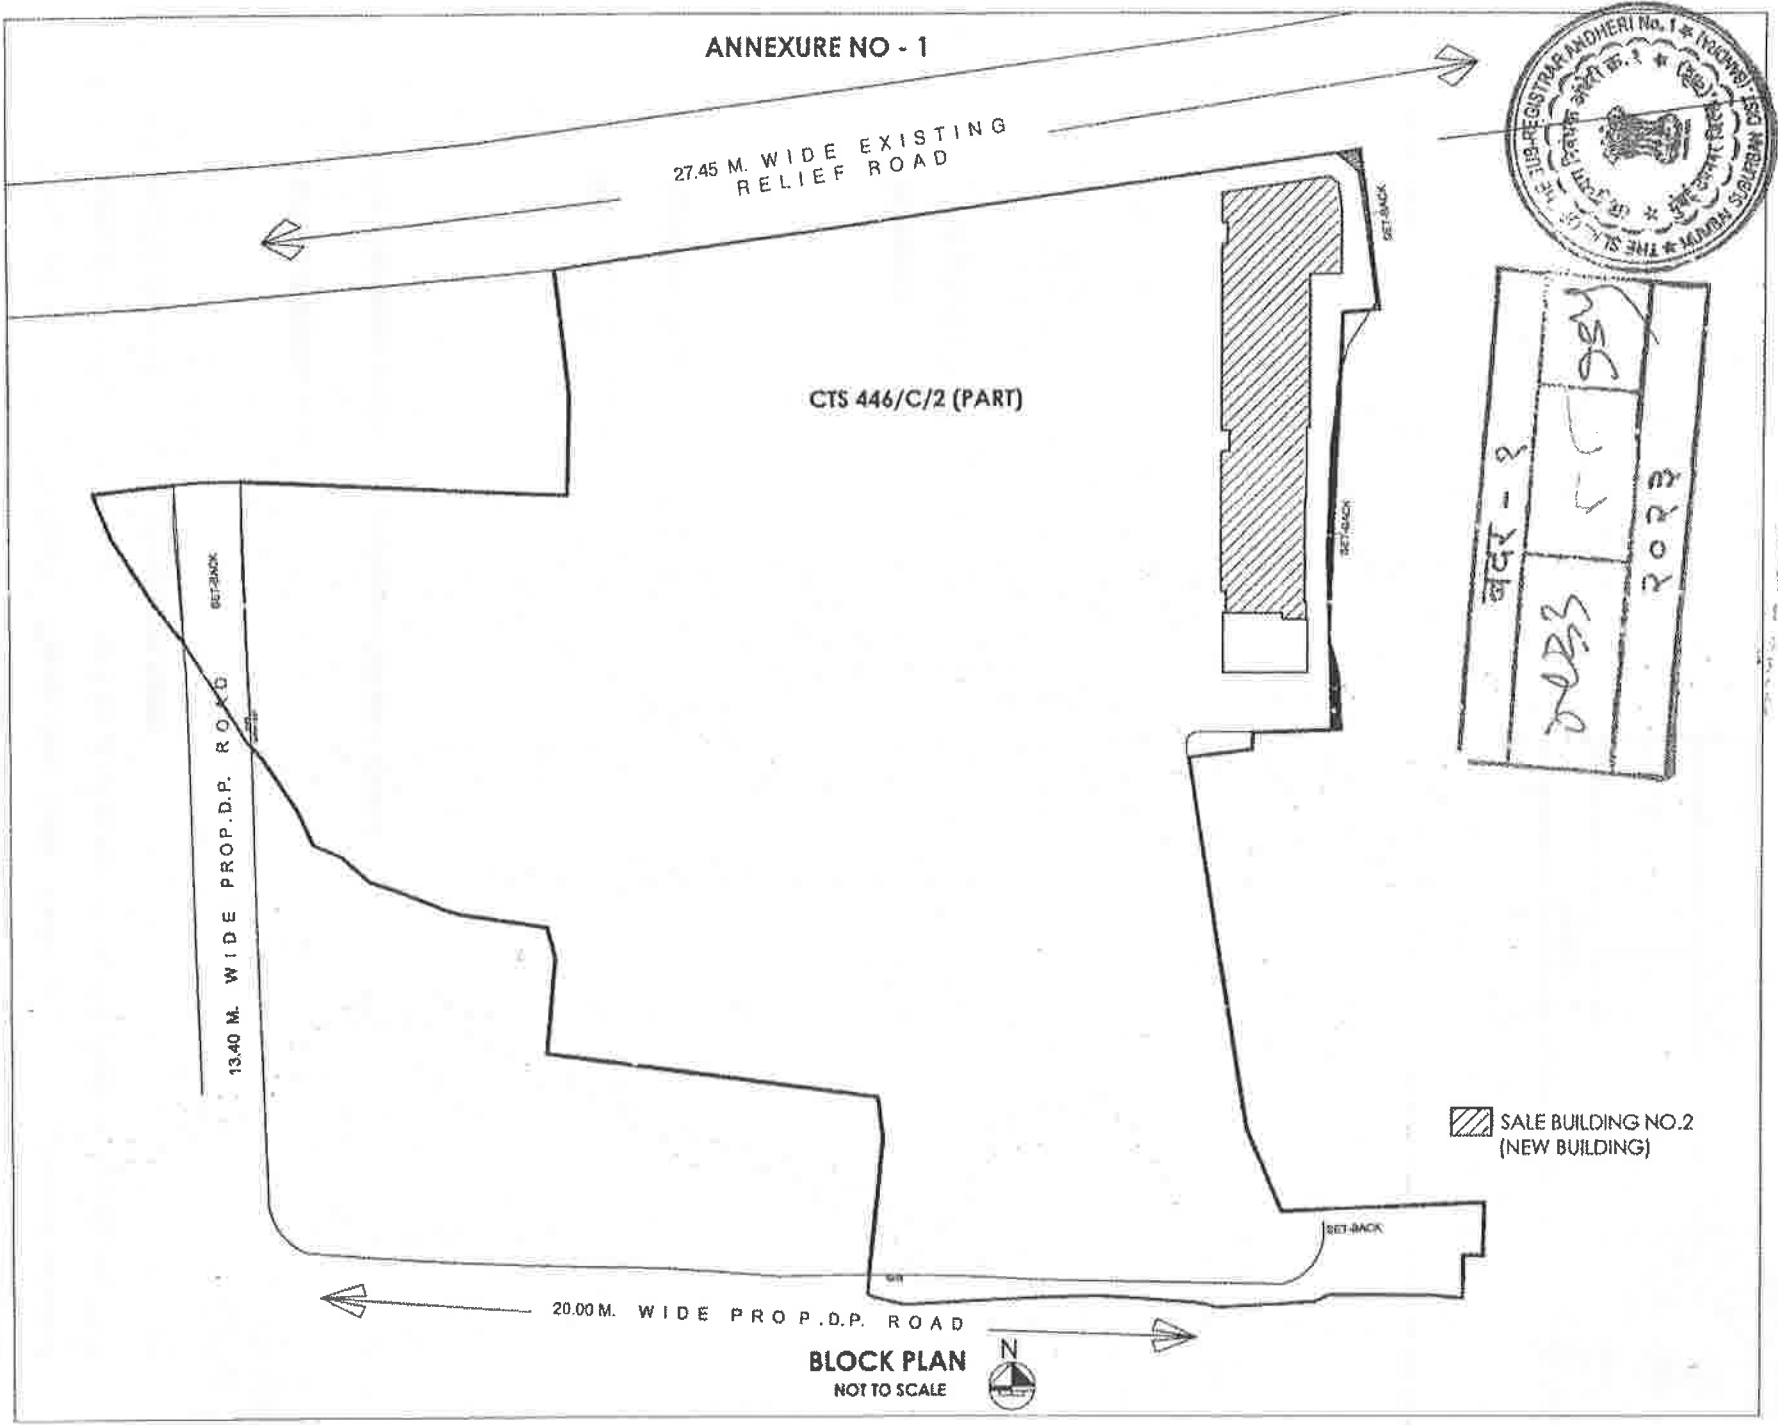 ANNEXURE NO - 1
27.45 M. WIDE EXISTING
RELIEF ROAD
THE SUB-REGISTRAR ANDHERI No. 1 * MUMBAI SUBURBAN DIST (BANDRA) *
SET-BACK
CTS 446/C/2 (PART)
बदर - १
२०२३
SET-BACK
SET-BACK
13.40 M. WIDE PROP.D.P. ROAD
SALE BUILDING NO.2
(NEW BUILDING)
SET-BACK
20.00 M. WIDE PROP.D.P. ROAD
BLOCK PLAN
NOT TO SCALE
N